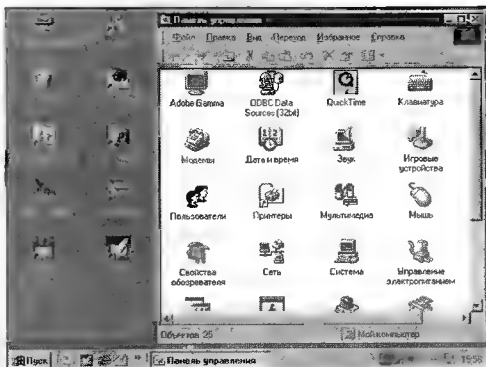 Панель управления
Файл Правка Вид Переход Избранное Справка
Adobe Gamma ODBC Data Sources (32bit) QuickTime Клавиатура
Модемы Дата и время Звук Игровые устройства
Пользователи Принтеры Мультимедиа Мышь
Свойства обозревателя Сеть Система Управление электропитанием
Объектов: 25 Мой компьютер
Пуск Панель управления 15:56